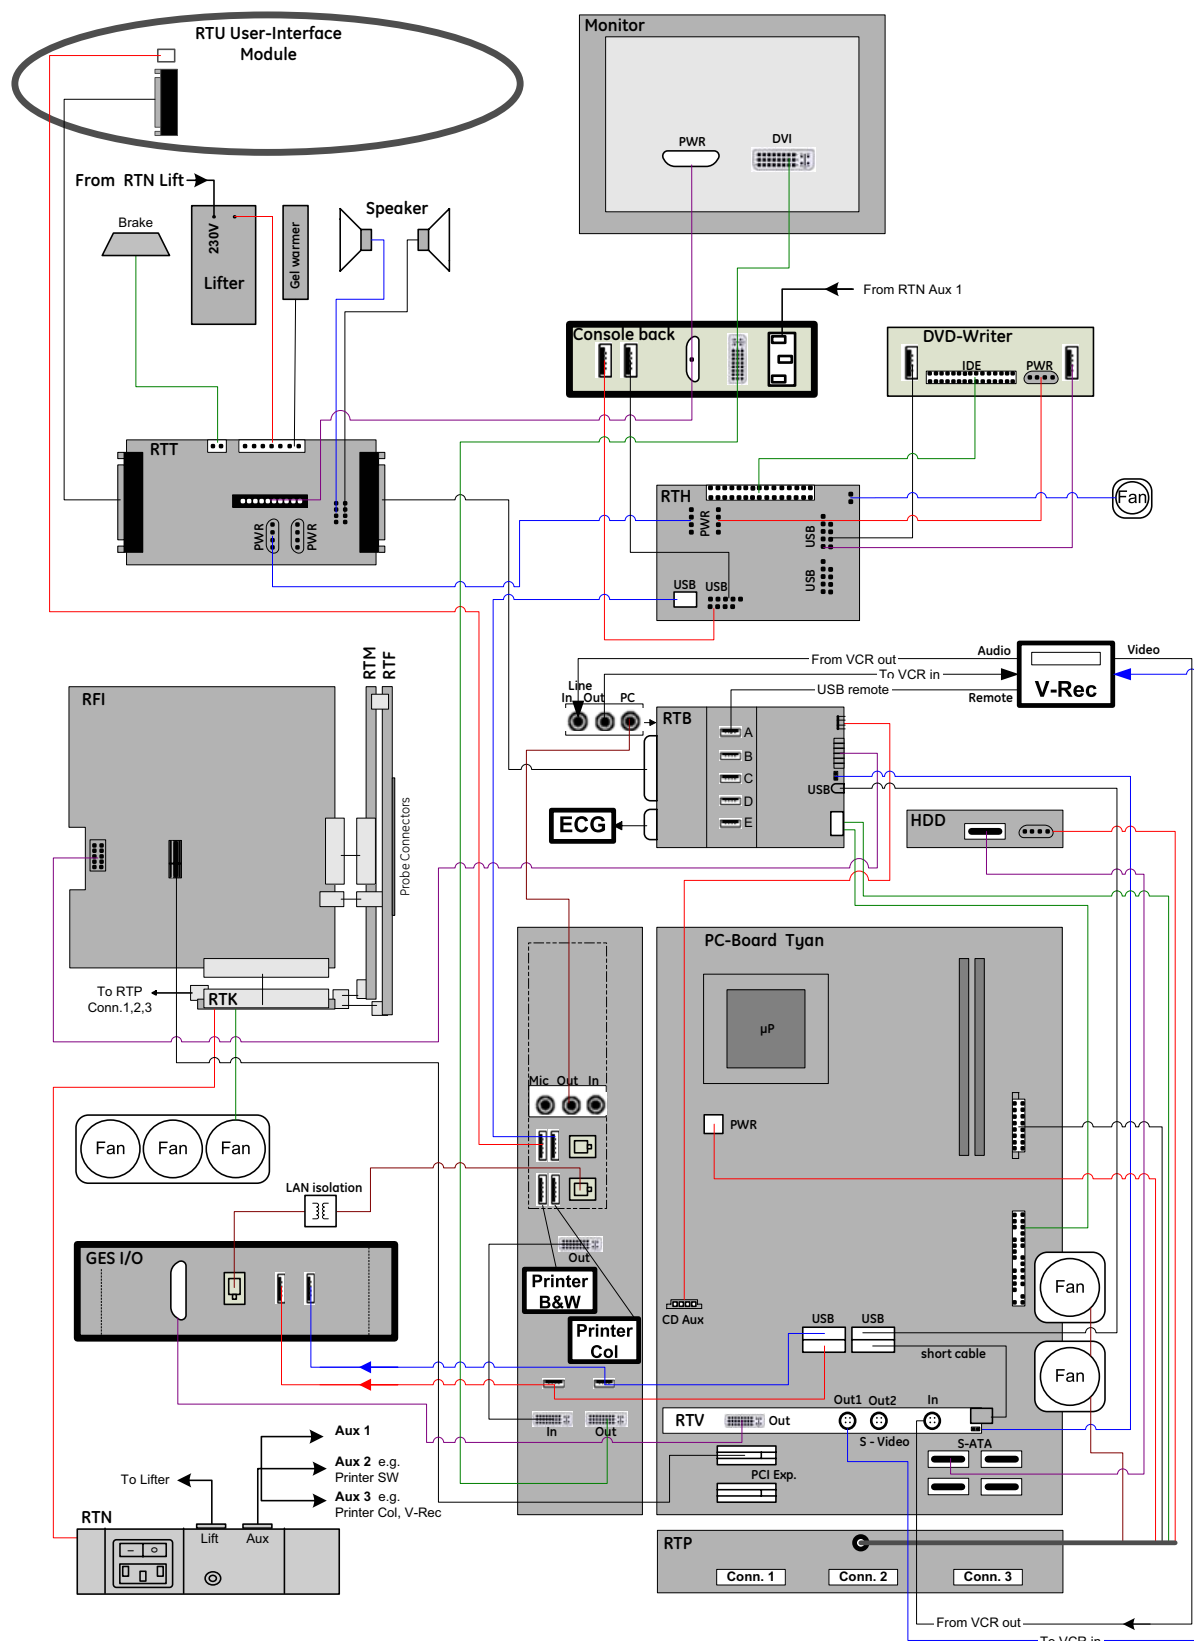 RTU User-Interface
Module
Monitor
PWR
DVI
From RTN Lift
Brake
230V
Lifter
Gel warmer
Speaker
From RTN Aux 1
Console back
DVD-Writer
IDE
PWR
RTT
PWR
PWR
RTH
PWR
USB
USB
USB
USB
Fan
RTM
RTF
RFI
Probe Connectors
From VCR out
To VCR in
USB remote
Audio
Video
Remote
V-Rec
Line
In
Out
PC
RTB
A
B
C
D
E
USB
ECG
HDD
To RTP
Conn.1,2,3
RTK
Fan
Fan
Fan
PC-Board Tyan
µP
PWR
Mic
Out
In
LAN isolation
GES I/O
Out
Printer
B&W
Printer
Col
CD Aux
USB
USB
short cable
Fan
Fan
In
Out
RTV
Out
Out1
Out2
In
S - Video
S-ATA
PCI Exp.
Aux 1
Aux 2 e.g.
Printer SW
Aux 3 e.g.
Printer Col, V-Rec
To Lifter
RTN
Lift
Aux
RTP
Conn. 1
Conn. 2
Conn. 3
From VCR out
To VCR in